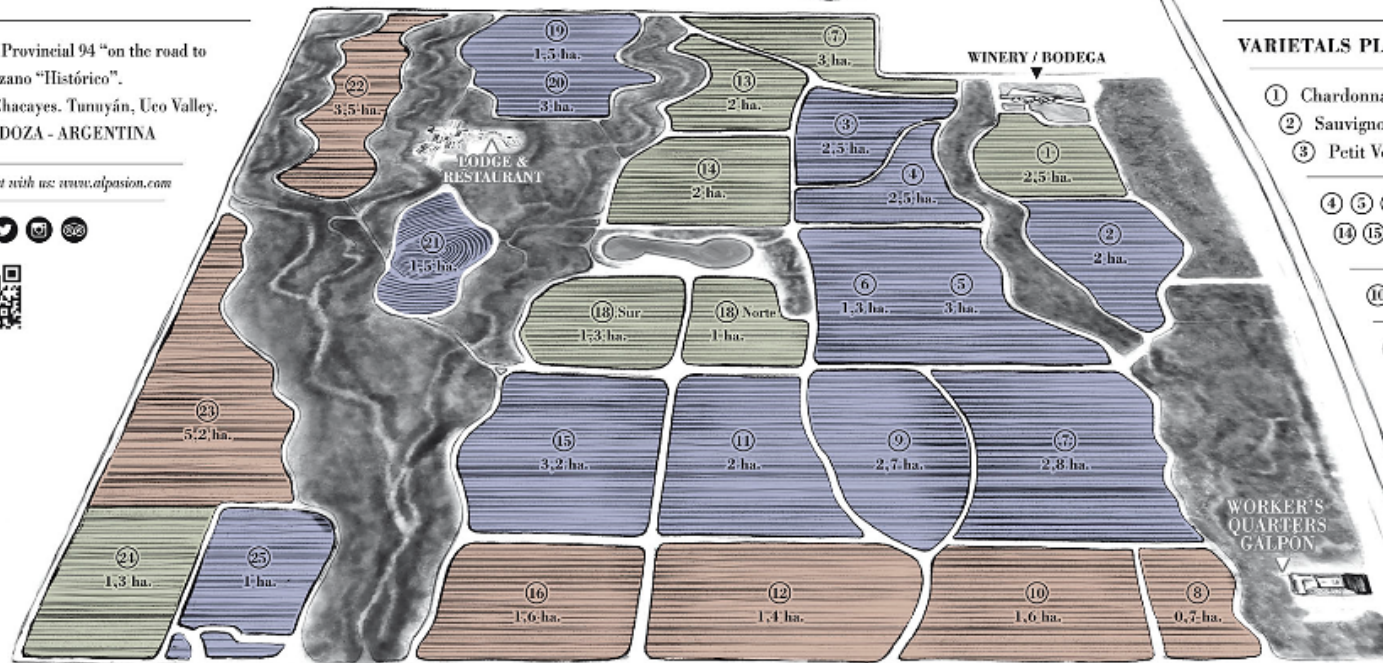 Provincial 94 “on the road to
zano “Histórico”.
Chacayes. Tunuyán, Uco Valley.
DOZA - ARGENTINA
t with us: www.alpasion.com
22
3,5 ha.
19
1,5 ha.
20
3 ha.
LODGE &
RESTAURANT
21
1,5 ha.
7
3 ha.
13
2 ha.
14
2 ha.
3
2,5 ha.
4
2,5 ha.
WINERY / BODEGA
1
2,5 ha.
2
2 ha.
6
1,3 ha.
5
3 ha.
18 Sur
1,3 ha.
18 Norte
1 ha.
23
5,2 ha.
15
3,2 ha.
11
2 ha.
9
2,7 ha.
7
2,8 ha.
24
1,3 ha.
25
1 ha.
16
1,6 ha.
12
1,4 ha.
10
1,6 ha.
8
0,7 ha.
WORKER'S
QUARTERS
GALPON
VARIETALS PL
1 Chardonna
2 Sauvigno
3 Petit Ve
4 5
14 15
10